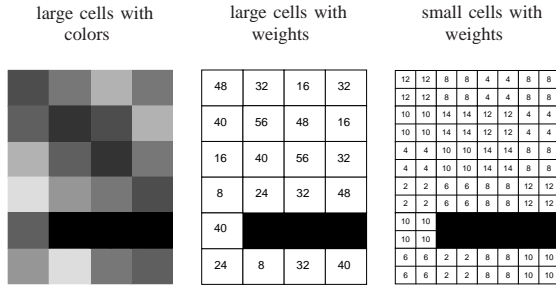 large cells with
colors
large cells with
weights
small cells with
weights
48 32 16 32
40 56 48 16
16 40 56 32
8 24 32 48
40
24 8 32 40
12 12 8 8 4 4 8 8
12 12 8 8 4 4 8 8
10 10 14 14 12 12 4 4
10 10 14 14 12 12 4 4
4 4 10 10 14 14 8 8
4 4 10 10 14 14 8 8
2 2 6 6 8 8 12 12
2 2 6 6 8 8 12 12
10 10
10 10
6 6 2 2 8 8 10 10
6 6 2 2 8 8 10 10